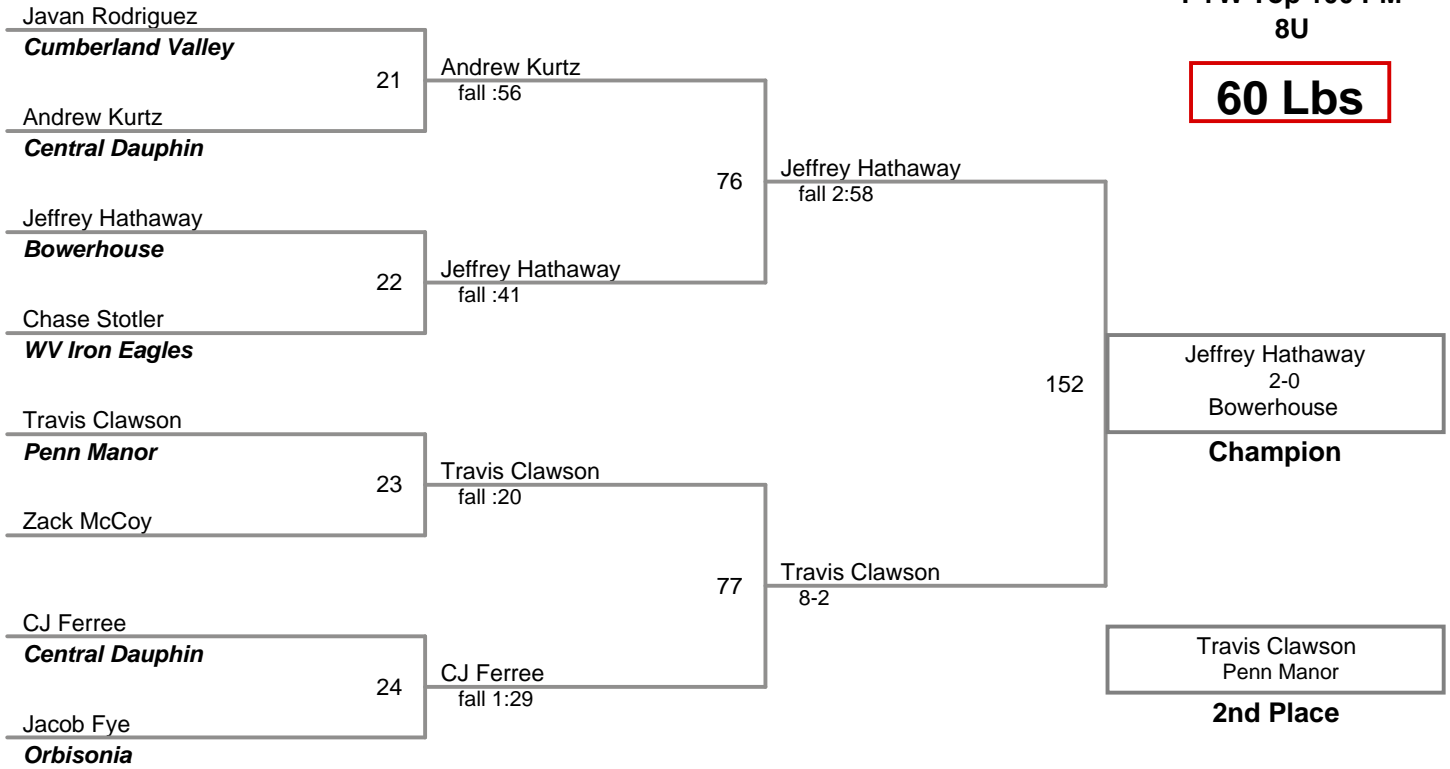 8U
60 Lbs
Javan Rodriguez
Cumberland Valley
21
Andrew Kurtz
fall :56
Andrew Kurtz
Central Dauphin
76
Jeffrey Hathaway
fall 2:58
Jeffrey Hathaway
Bowerhouse
22
Jeffrey Hathaway
fall :41
Chase Stotler
WV Iron Eagles
152
Jeffrey Hathaway
2-0
Bowerhouse
Champion
Travis Clawson
Penn Manor
23
Travis Clawson
fall :20
Zack McCoy
77
Travis Clawson
8-2
CJ Ferree
Central Dauphin
24
CJ Ferree
fall 1:29
Jacob Fye
Orbisonia
Travis Clawson
Penn Manor
2nd Place